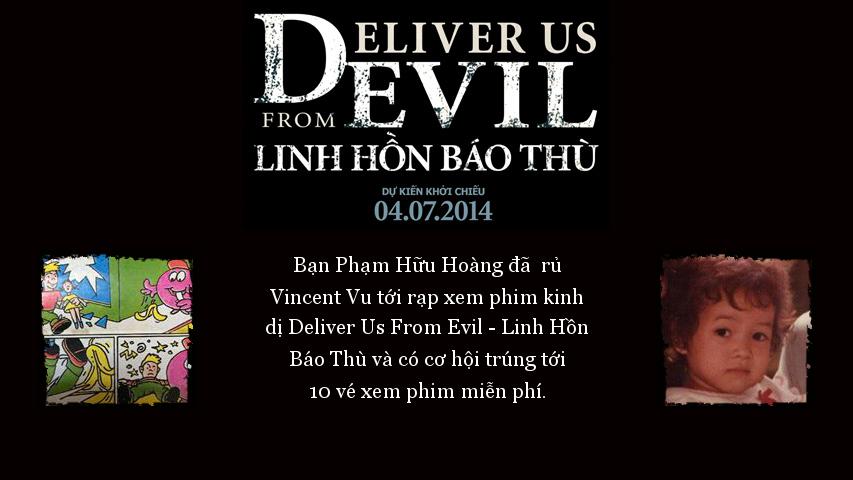 DELIVER US
FROM EVIL
LINH HỒN BÁO THÙ
DỰ KIẾN KHỞI CHIẾU
04.07.2014
Bạn Phạm Hữu Hoàng đã rủ
Vincent Vu tới rạp xem phim kinh
dị Deliver Us From Evil - Linh Hồn
Báo Thù và có cơ hội trúng tới
10 vé xem phim miễn phí.